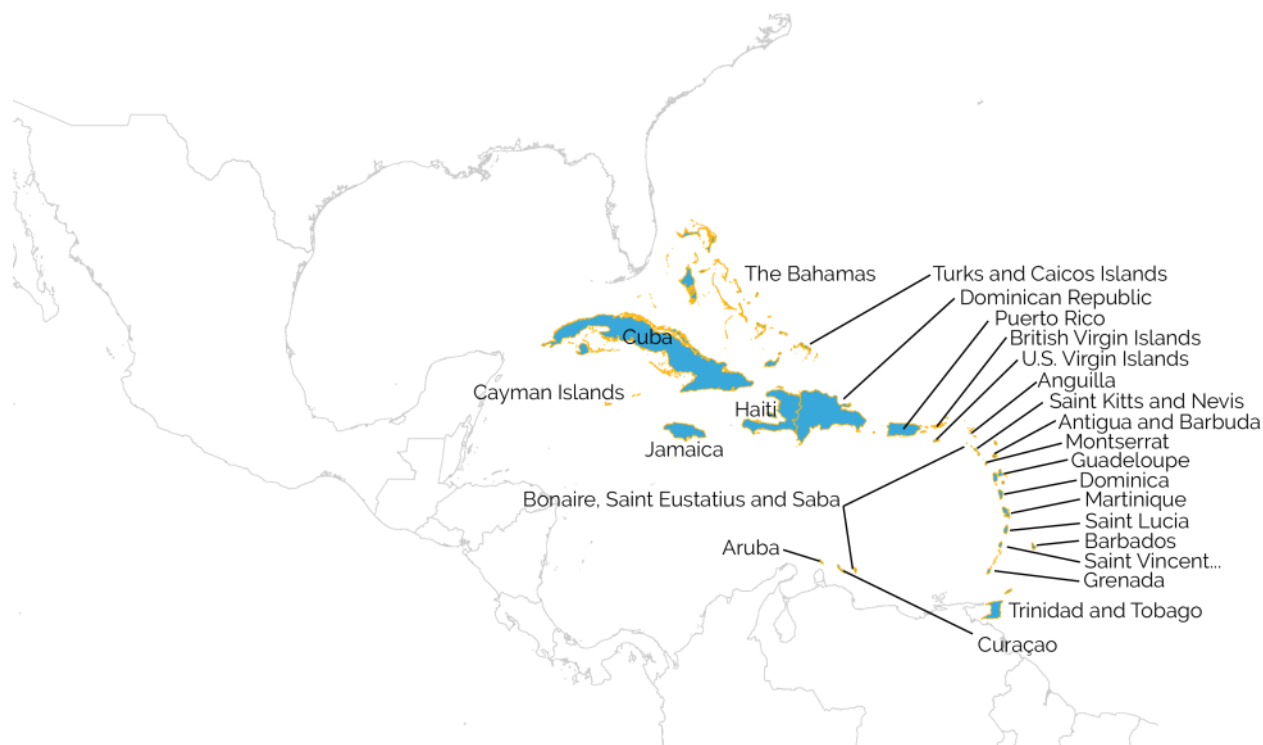 The Bahamas
Turks and Caicos Islands
Dominican Republic
Puerto Rico
British Virgin Islands
Cuba
U.S. Virgin Islands
Anguilla
Cayman Islands
Saint Kitts and Nevis
Haiti
Antigua and Barbuda
Montserrat
Jamaica
Guadeloupe
Dominica
Bonaire, Saint Eustatius and Saba
Martinique
Saint Lucia
Barbados
Aruba
Saint Vincent...
Grenada
Trinidad and Tobago
Curaçao